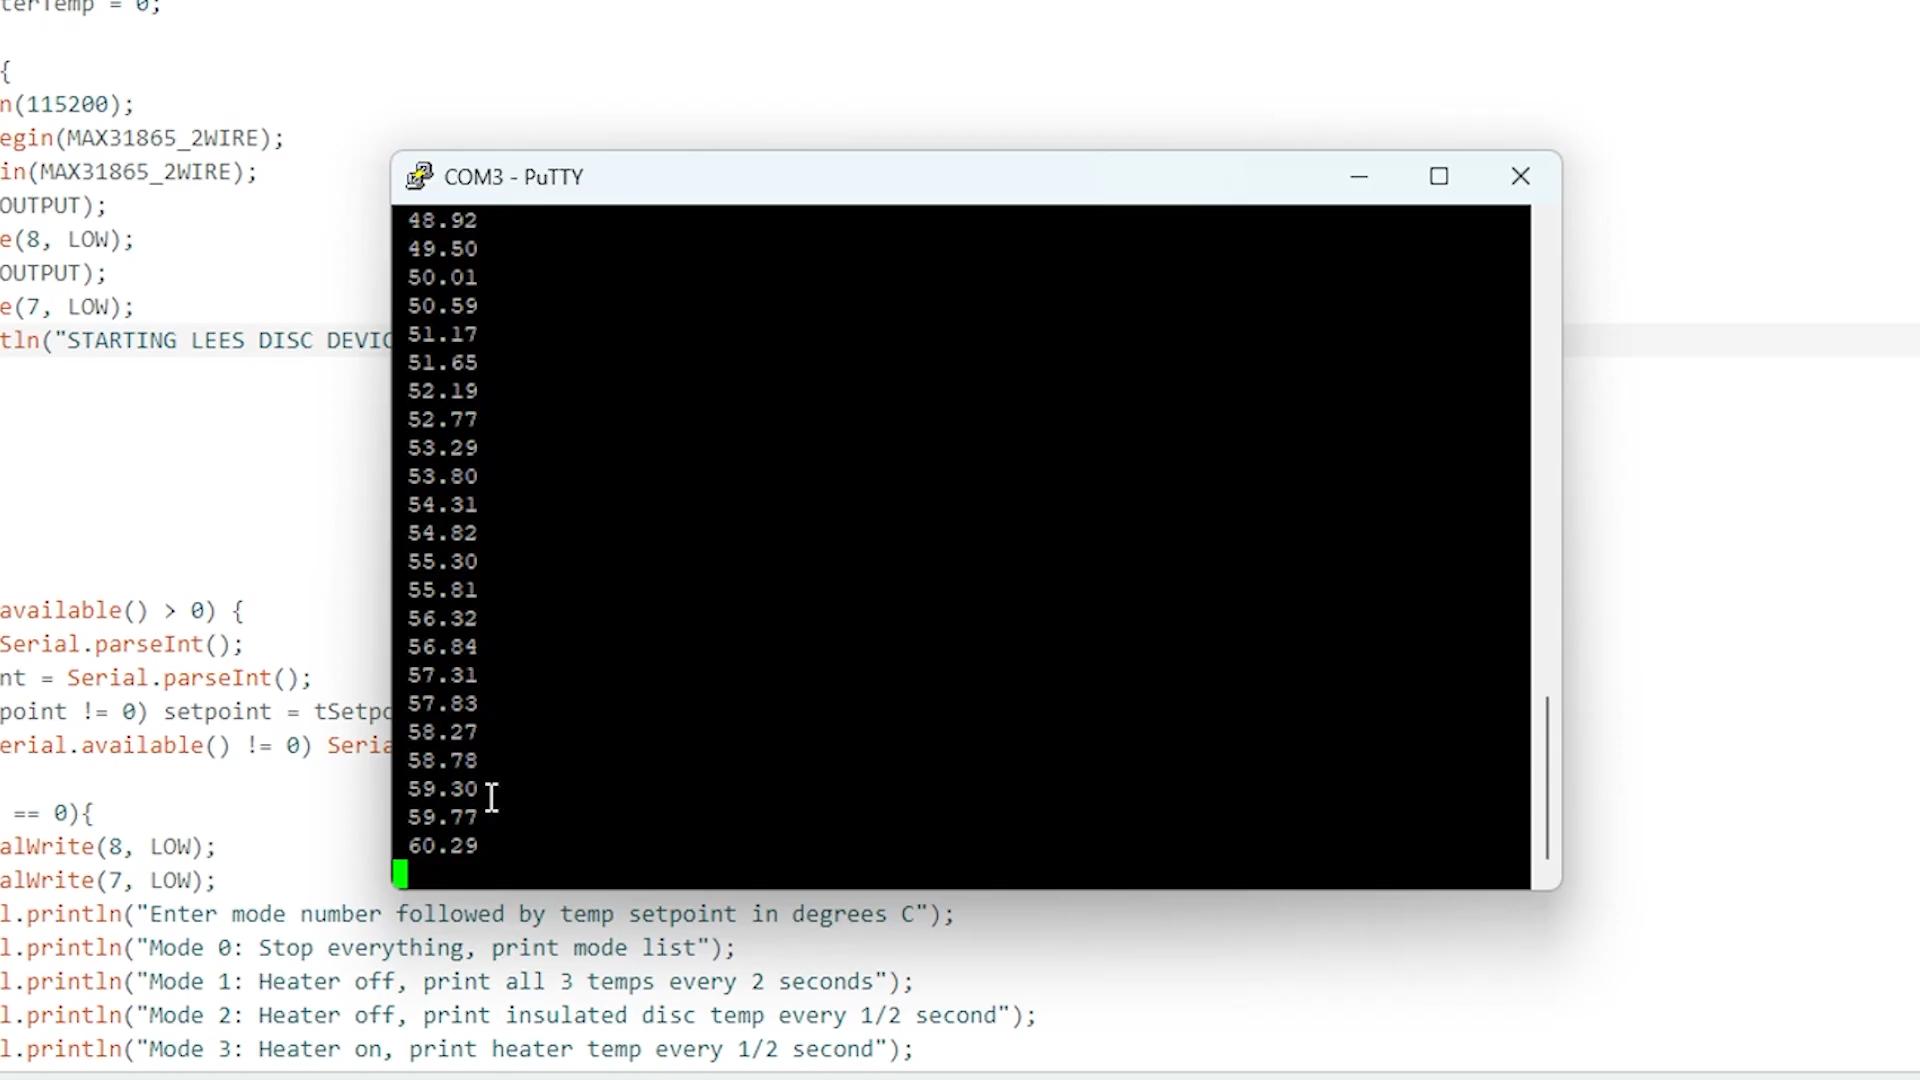 terTemp = 0;
{
n(115200);
egin(MAX31865_2WIRE);
in(MAX31865_2WIRE);
OUTPUT);
e(8, LOW);
OUTPUT);
e(7, LOW);
tln("STARTING LEES DISC DEVIC
available() > 0) {
Serial.parseInt();
nt = Serial.parseInt();
point != 0) setpoint = tSetpo
erial.available() != 0) Seria
== 0){
alWrite(8, LOW);
alWrite(7, LOW);
l.println("Enter mode number followed by temp setpoint in degrees C");
l.println("Mode 0: Stop everything, print mode list");
l.println("Mode 1: Heater off, print all 3 temps every 2 seconds");
l.println("Mode 2: Heater off, print insulated disc temp every 1/2 second");
l.println("Mode 3: Heater on, print heater temp every 1/2 second");
COM3 - PuTTY
48.92
49.50
50.01
50.59
51.17
51.65
52.19
52.77
53.29
53.80
54.31
54.82
55.30
55.81
56.32
56.84
57.31
57.83
58.27
58.78
59.30
59.77
60.29